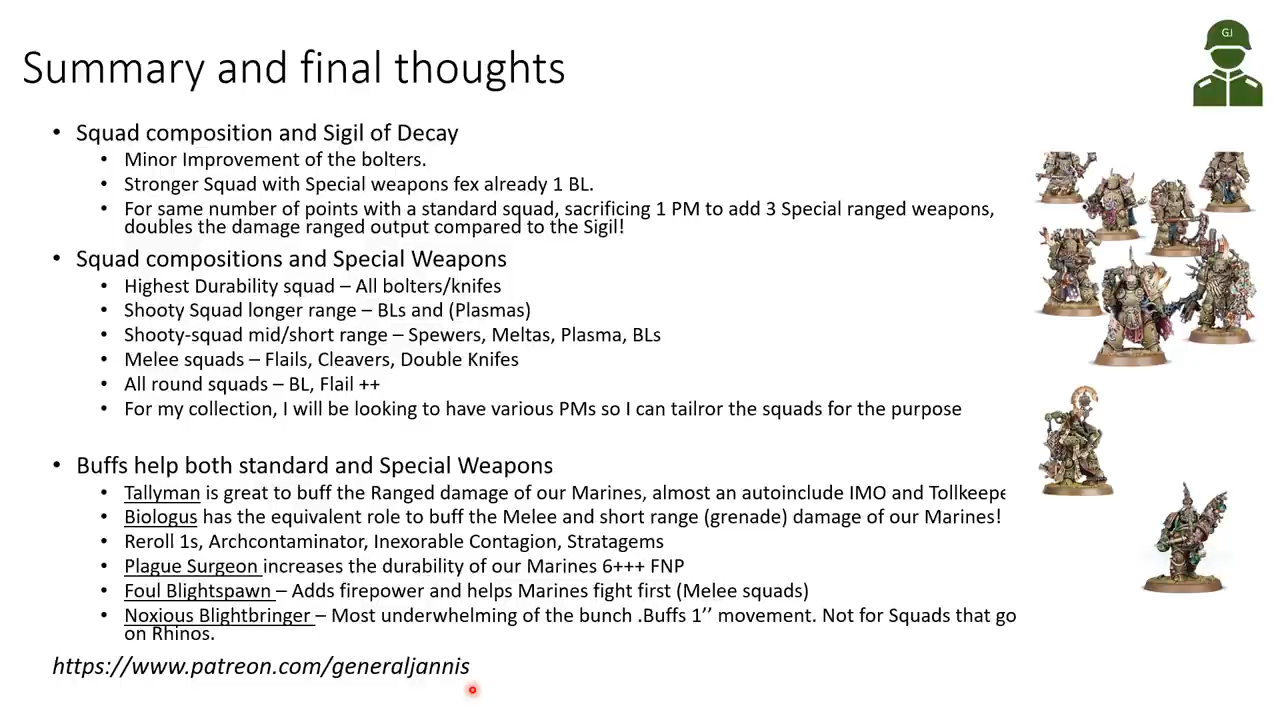 GJ
Summary and final thoughts
• Squad composition and Sigil of Decay
• Minor Improvement of the bolters.
• Stronger Squad with Special weapons fex already 1 BL.
• For same number of points with a standard squad, sacrificing 1 PM to add 3 Special ranged weapons,
doubles the damage ranged output compared to the Sigil!
• Squad compositions and Special Weapons
• Highest Durability squad – All bolters/knifes
• Shooty Squad longer range – BLs and (Plasmas)
• Shooty-squad mid/short range – Spewers, Meltas, Plasma, BLs
• Melee squads – Flails, Cleavers, Double Knifes
• All round squads – BL, Flail ++
• For my collection, I will be looking to have various PMs so I can tailror the squads for the purpose
• Buffs help both standard and Special Weapons
• Tallyman is great to buff the Ranged damage of our Marines, almost an autoinclude IMO and Tollkeepe
• Biologus has the equivalent role to buff the Melee and short range (grenade) damage of our Marines!
• Reroll 1s, Archcontaminator, Inexorable Contagion, Stratagems
• Plague Surgeon increases the durability of our Marines 6+++ FNP
• Foul Blightspawn – Adds firepower and helps Marines fight first (Melee squads)
• Noxious Blightbringer – Most underwhelming of the bunch .Buffs 1’’ movement. Not for Squads that go
on Rhinos.
https://www.patreon.com/generaljannis